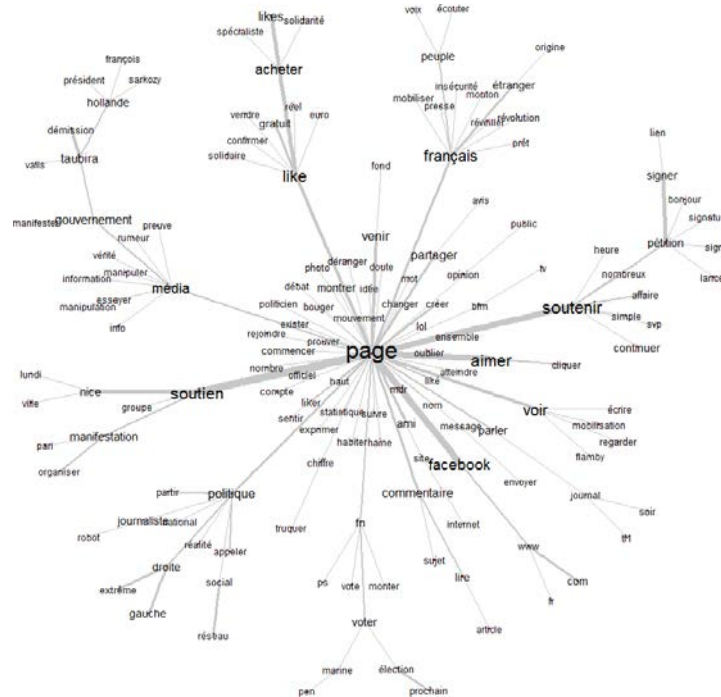 likes
solidarité
spécialiste
acheter
françois
président
sarkozy
hollande
démission
taubira
valls
gouvernement
manifester
preuve
rumeur
vérité
manipuler
information
média
essayer
manipulation
info
vendre
réel
euro
gratuit
confirmer
solidaire
like
voix
écouter
peuple
origine
insécurité
mouton
étranger
mobiliser
presse
réveiller
révolution
prêt
français
fond
avis
venir
partager
public
lien
signer
bonjour
pétition
heure
nombreux
affaire
soutenir
simple
svp
continuer
photo
déranger
doute
mot
opinion
tv
débat
montrer
idée
changer
créer
bfm
politicien
bouger
mouvement
lol
exister
ensemble
rejoindre
prouver
page
oublier
aimer
commencer
cliquer
nombre
officiel
atteindre
lundi
nice
soutien
compte
haut
mdr
like
ville
groupe
liker
nom
voir
écrire
statistique
suivre
mobilisation
sentir
message
parler
regarder
pari
manifestation
exprimer
ami
flamby
habiter
haine
organiser
chiffre
site
facebook
envoyer
journal
soir
politique
commentaire
partir
journaliste
national
truquer
fn
internet
tf1
robot
réalité
appeler
sujet
www
droite
social
ps
vote
monter
lire
com
extrême
fr
gauche
réseau
voter
article
marine
élection
pen
prochain